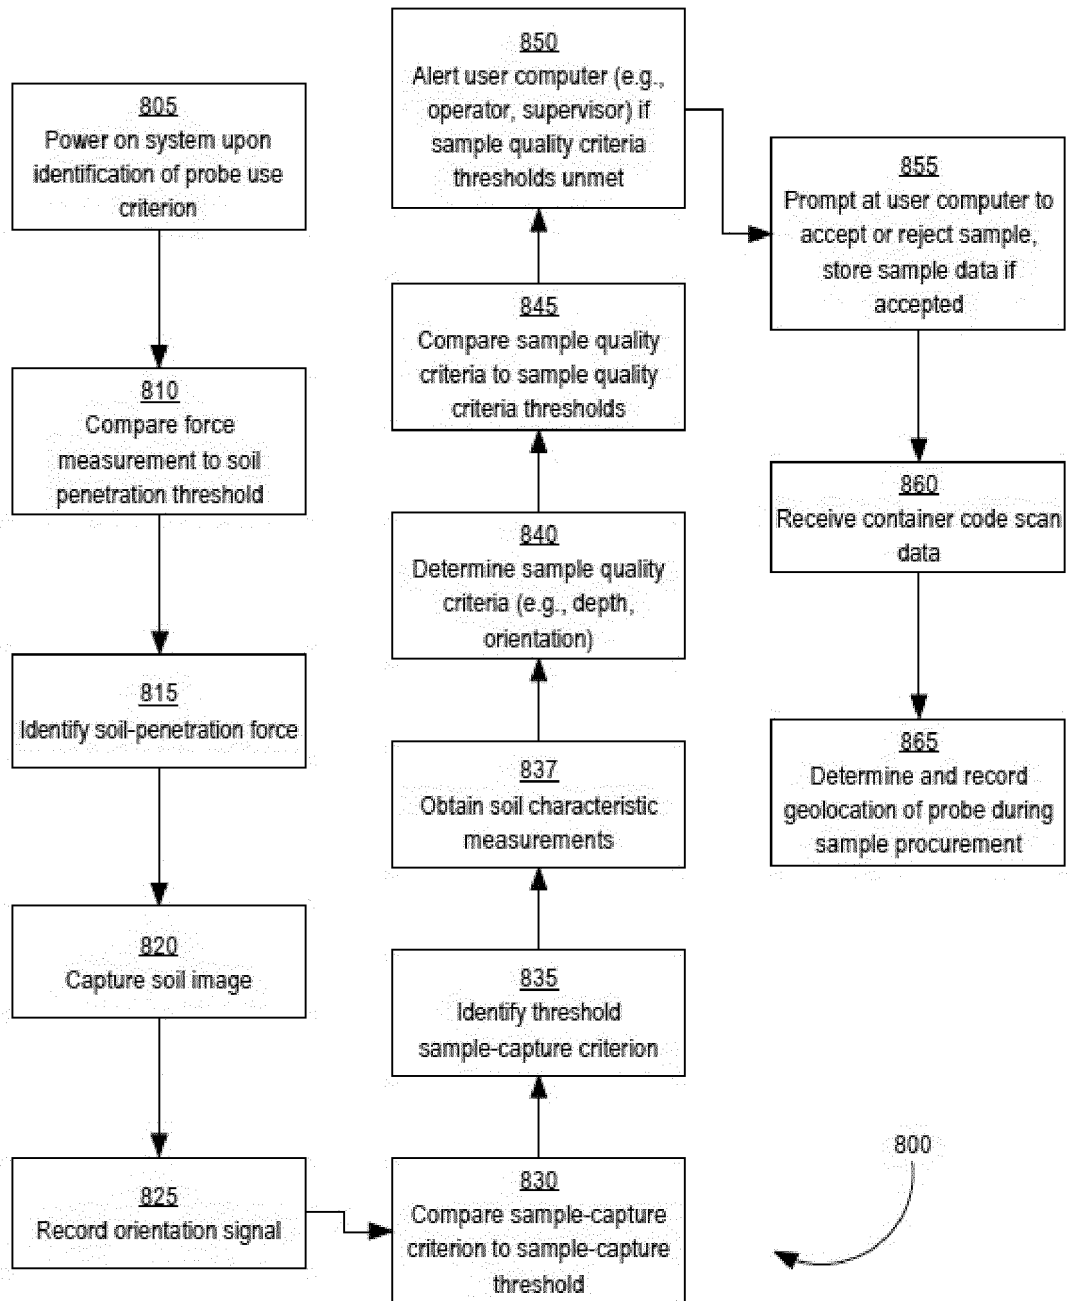 805
Power on system upon
identification of probe use
criterion
810
Compare force
measurement to soil
penetration threshold
815
Identify soil-penetration force
820
Capture soil image
825
Record orientation signal
830
Compare sample-capture
criterion to sample-capture
threshold
835
Identify threshold
sample-capture criterion
837
Obtain soil characteristic
measurements
840
Determine sample quality
criteria (e.g., depth,
orientation)
845
Compare sample quality
criteria to sample quality
criteria thresholds
850
Alert user computer (e.g.,
operator, supervisor) if
sample quality criteria
thresholds unmet
855
Prompt at user computer to
accept or reject sample,
store sample data if
accepted
860
Receive container code scan
data
865
Determine and record
geolocation of probe during
sample procurement
800